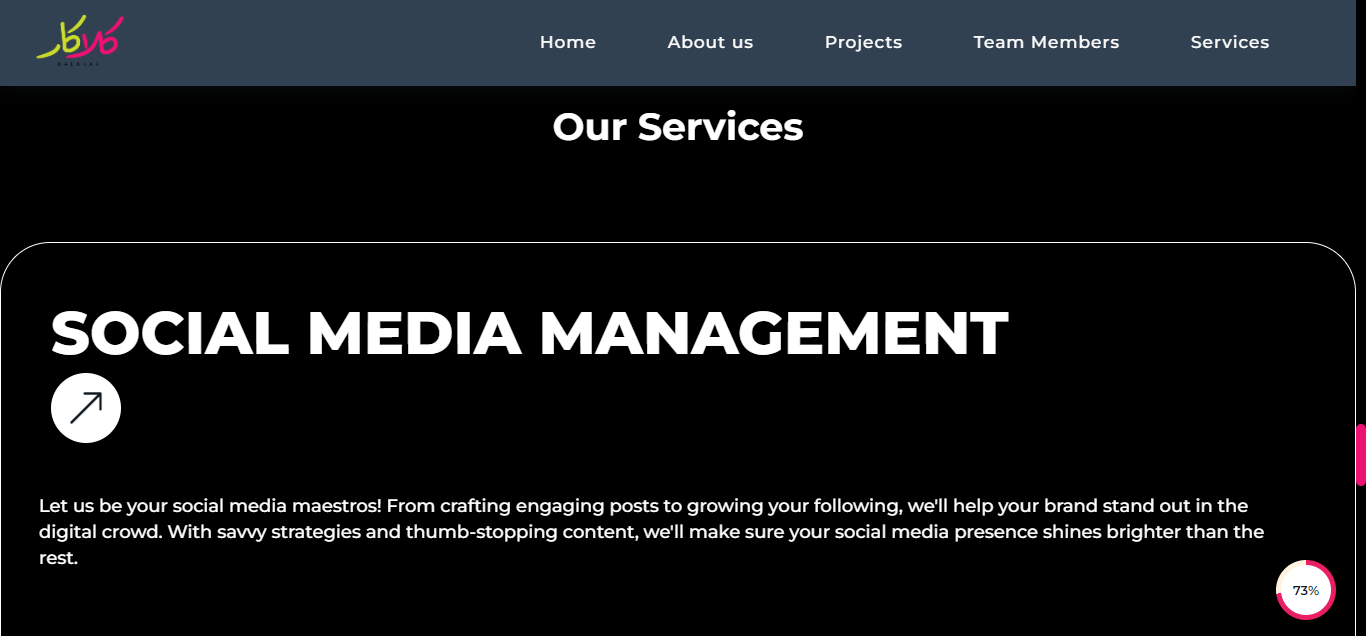 Home About us Projects Team Members Services
Our Services
SOCIAL MEDIA MANAGEMENT
Let us be your social media maestros! From crafting engaging posts to growing your following, we'll help your brand stand out in the
digital crowd. With savvy strategies and thumb-stopping content, we'll make sure your social media presence shines brighter than the
rest.
73%